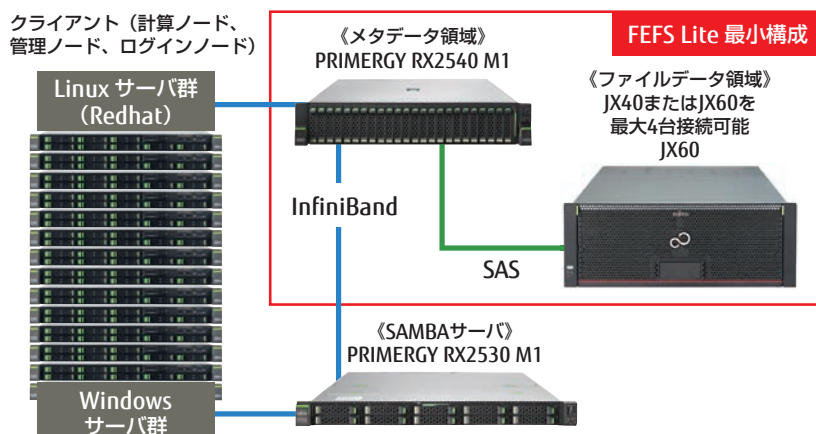 クライアント（計算ノード、
管理ノード、ログインノード）
Linux サーバ群
（Redhat）
Windows
サーバ群
FEFS Lite 最小構成
《メタデータ領域》
PRIMERGY RX2540 M1
《ファイルデータ領域》
JX40またはJX60を
最大4台接続可能
JX60
InfiniBand
SAS
《SAMBAサーバ》
PRIMERGY RX2530 M1